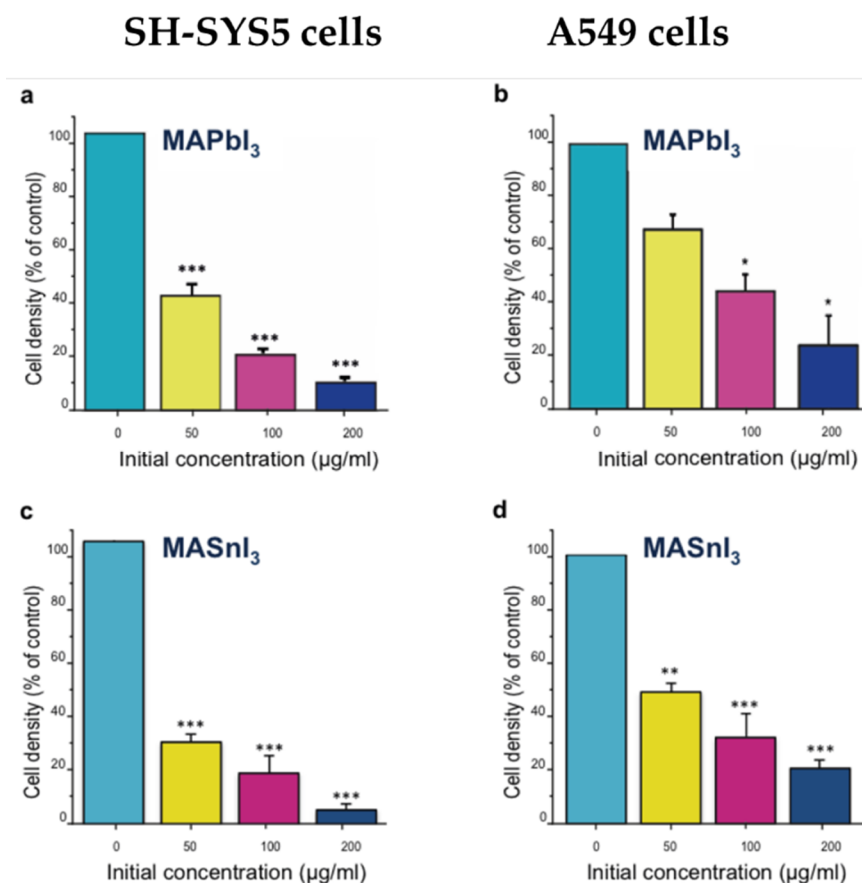 SH-SYS5 cells A549 cells
a
MAPbI3
Cell density (% of control)
100
80
60
40
20
0
***
***
***
0 50 100 200
Initial concentration (µg/ml)
b
MAPbI3
Cell density (% of control)
100
80
60
40
20
0
*
*
0 50 100 200
Initial concentration (µg/ml)
c
MASnI3
Cell density (% of control)
100
80
60
40
20
0
***
***
***
0 50 100 200
Initial concentration (µg/ml)
d
MASnI3
Cell density (% of control)
100
80
60
40
20
0
**
***
***
0 50 100 200
Initial concentration (µg/ml)